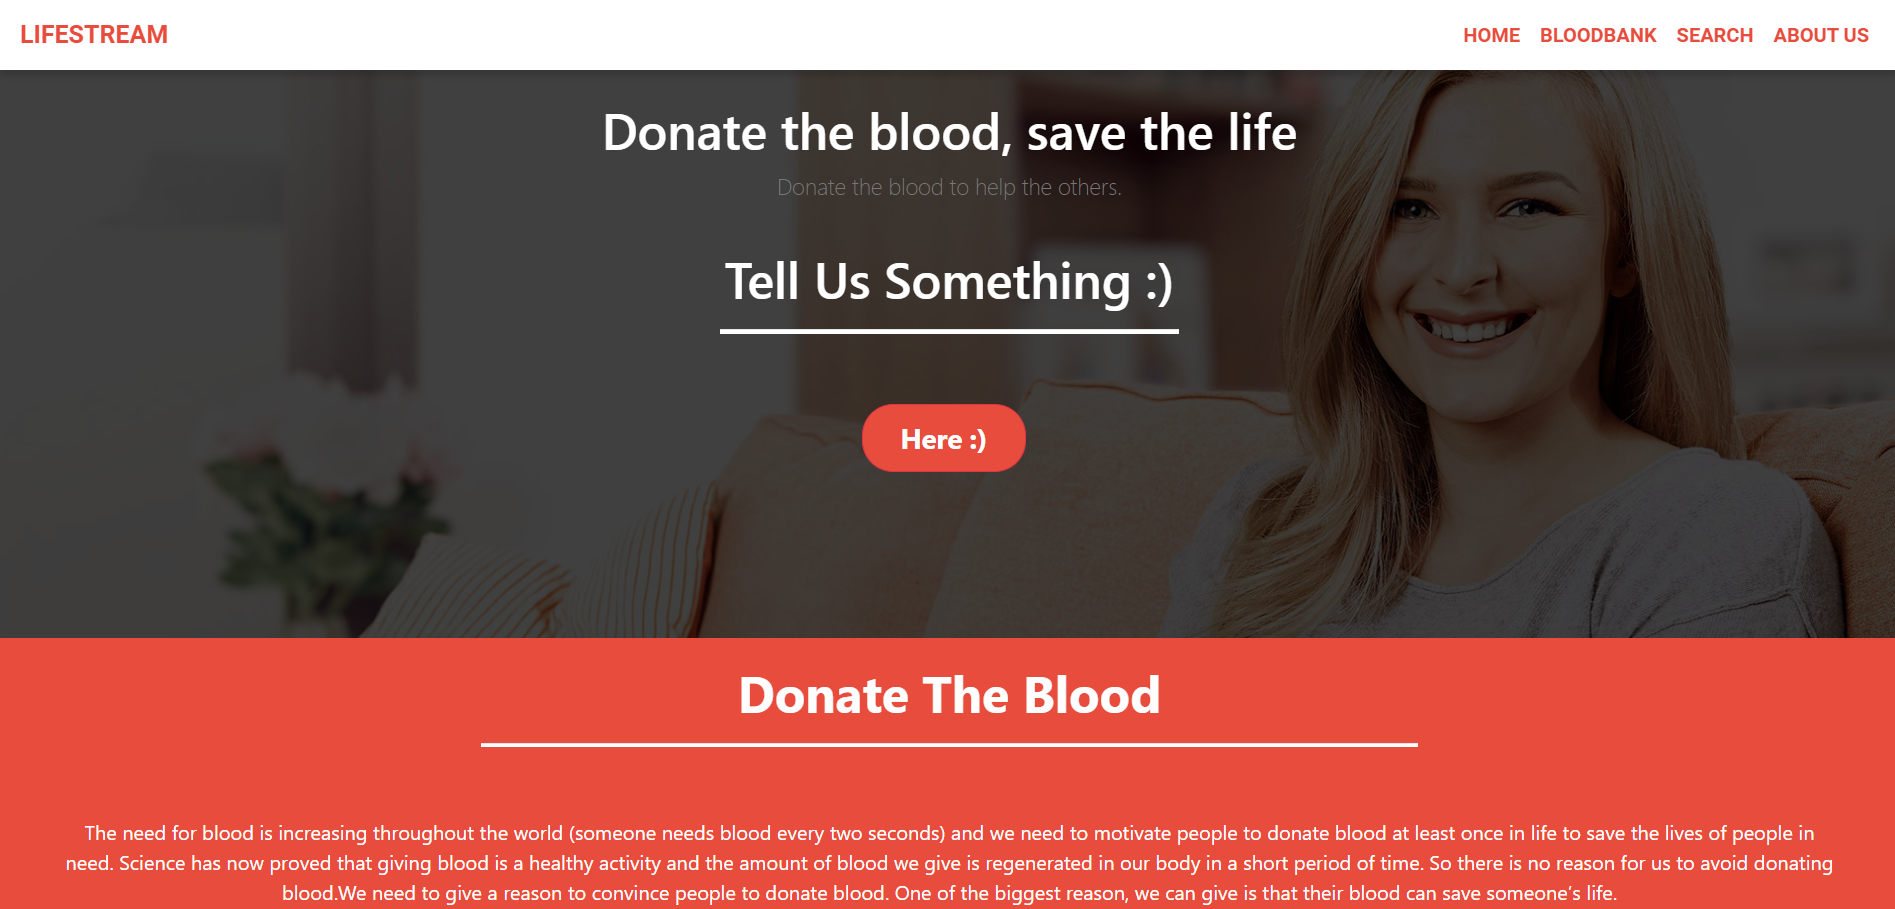 LIFESTREAM
HOME BLOODBANK SEARCH ABOUT US
Donate the blood, save the life
Donate the blood to help the others.
Tell Us Something :)
Here :)
Donate The Blood
The need for blood is increasing throughout the world (someone needs blood every two seconds) and we need to motivate people to donate blood at least once in life to save the lives of people in
need. Science has now proved that giving blood is a healthy activity and the amount of blood we give is regenerated in our body in a short period of time. So there is no reason for us to avoid donating
blood.We need to give a reason to convince people to donate blood. One of the biggest reason, we can give is that their blood can save someone’s life.